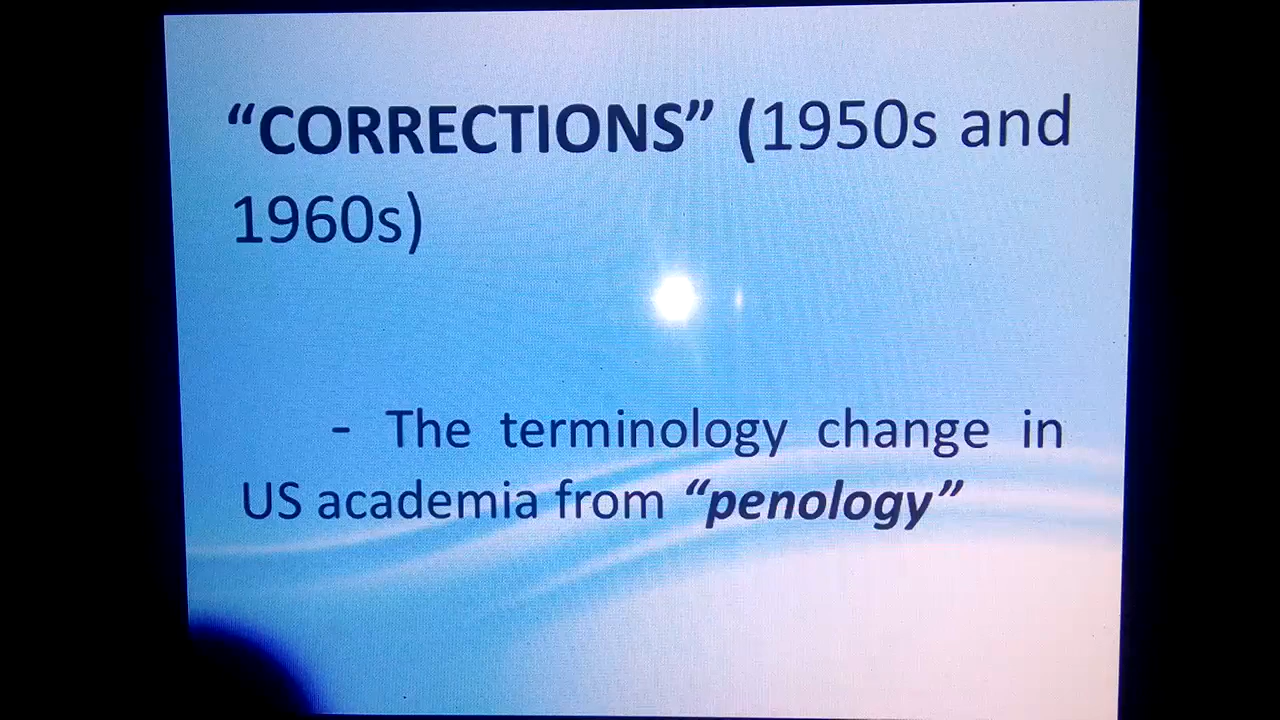 “CORRECTIONS” (1950s and
1960s)
- The terminology change in
US academia from “penology”